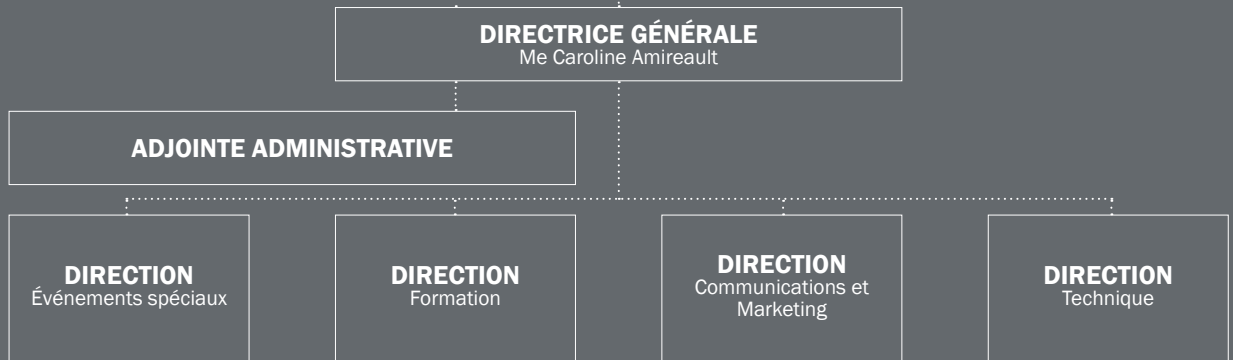 DIRECTRICE GÉNÉRALE
Me Caroline Amireault
ADJOINTE ADMINISTRATIVE
DIRECTION
Événements spéciaux
DIRECTION
Formation
DIRECTION
Communications et
Marketing
DIRECTION
Technique